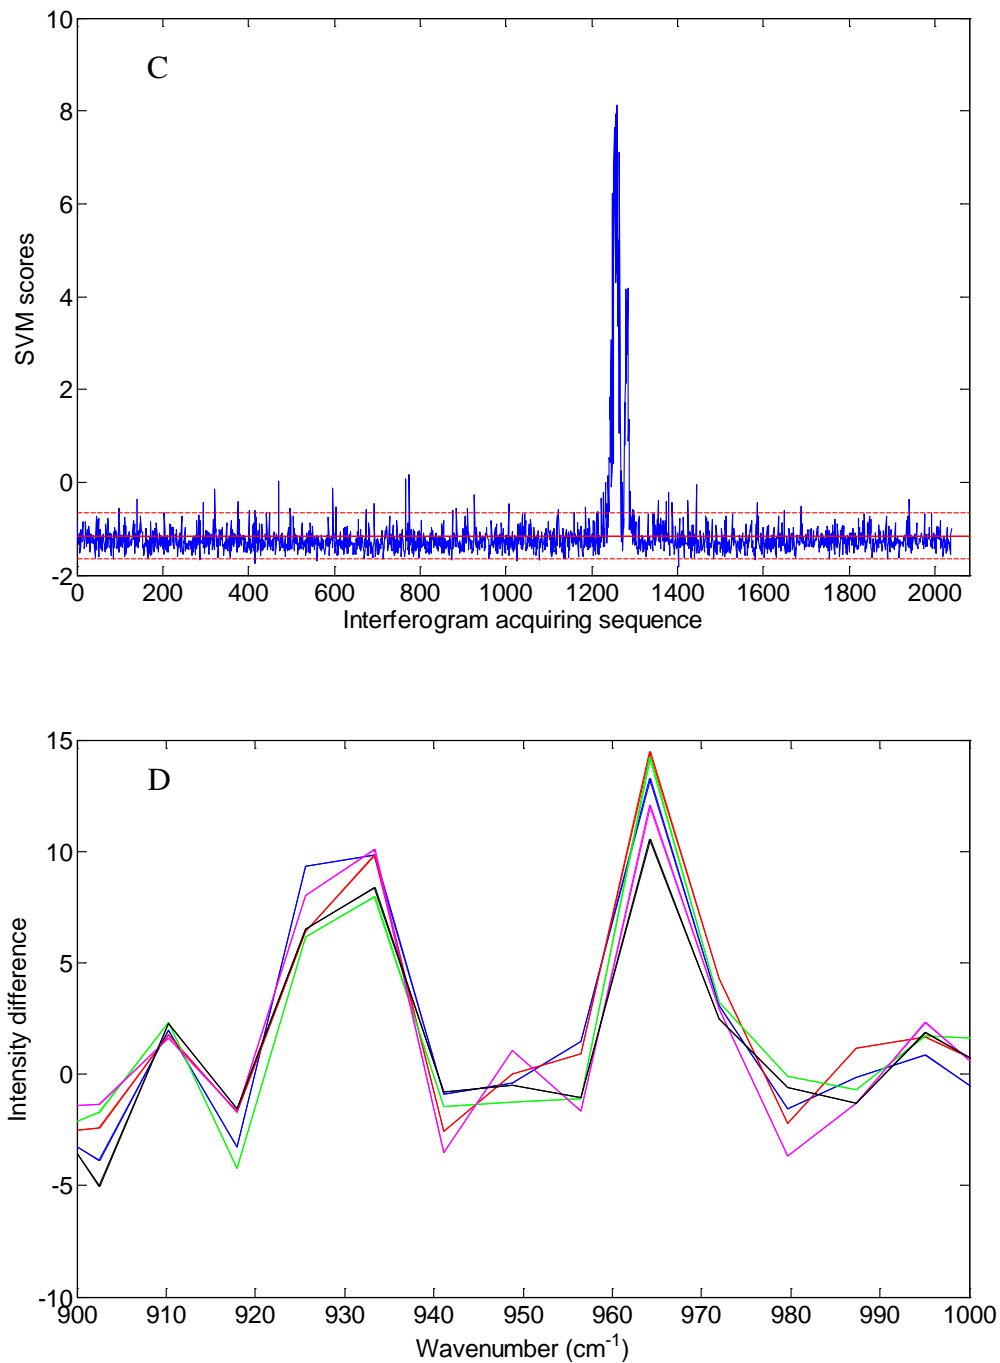 10
C
8
6
SVM scores
4
2
0
-2
0 200 400 600 800 1000 1200 1400 1600 1800 2000
Interferogram acquiring sequence
15
D
10
Intensity difference
5
0
-5
-10
900 910 920 930 940 950 960 970 980 990 1000
Wavenumber (cm⁻¹)